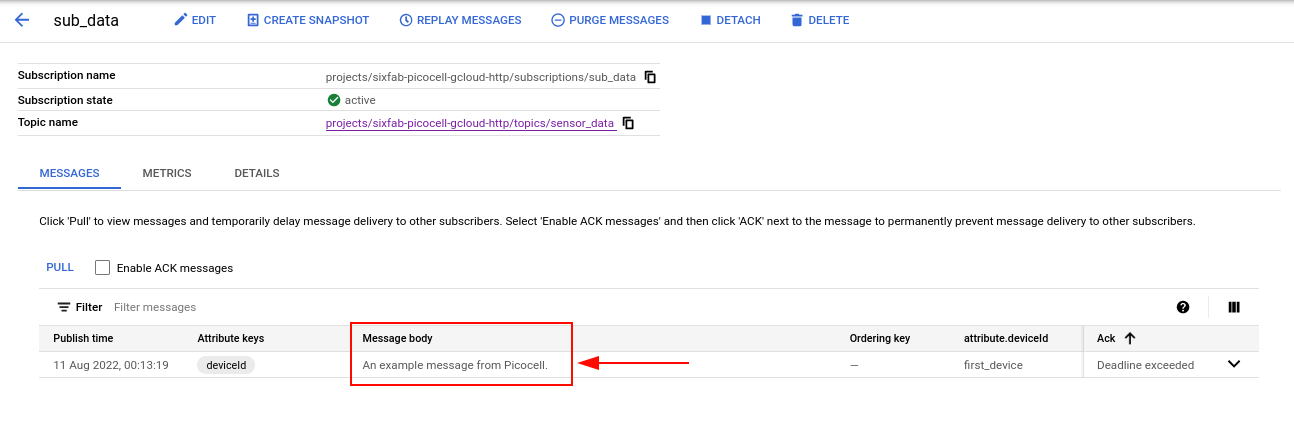 sub_data EDIT CREATE SNAPSHOT REPLAY MESSAGES PURGE MESSAGES DETACH DELETE
Subscription name projects/sixfab-picocell-gcloud-http/subscriptions/sub_data
Subscription state active
Topic name projects/sixfab-picocell-gcloud-http/topics/sensor_data
MESSAGES METRICS DETAILS
Click 'Pull' to view messages and temporarily delay message delivery to other subscribers. Select 'Enable ACK messages' and then click 'ACK' next to the message to permanently prevent message delivery to other subscribers.
PULL Enable ACK messages
Filter Filter messages
Publish time Attribute keys Message body Ordering key attribute.deviceId Ack
11 Aug 2022, 00:13:19 deviceId An example message from Picocell. — first_device Deadline exceeded